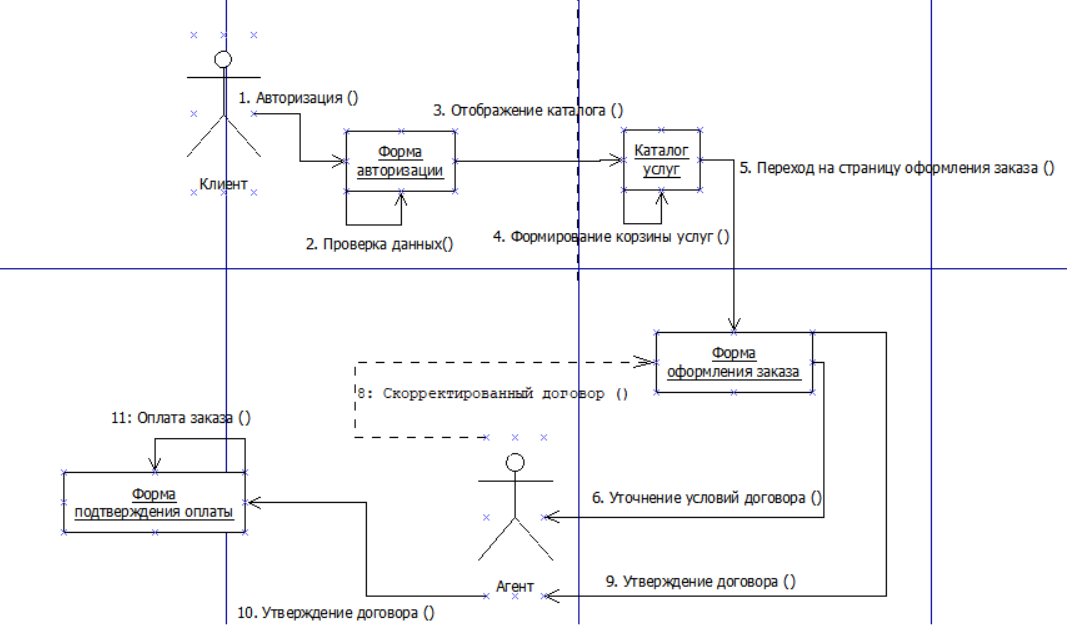 1. Авторизация ()
3. Отображение каталога ()
Форма
авторизации
Каталог
услуг
5. Переход на страницу оформления заказа ()
Клиент
2. Проверка данных()
4. Формирование корзины услуг ()
Форма
оформления заказа
8: Скорректированный договор ()
11: Оплата заказа ()
Форма
подтверждения оплаты
6. Уточнение условий договора ()
Агент
9. Утверждение договора ()
10. Утверждение договора ()